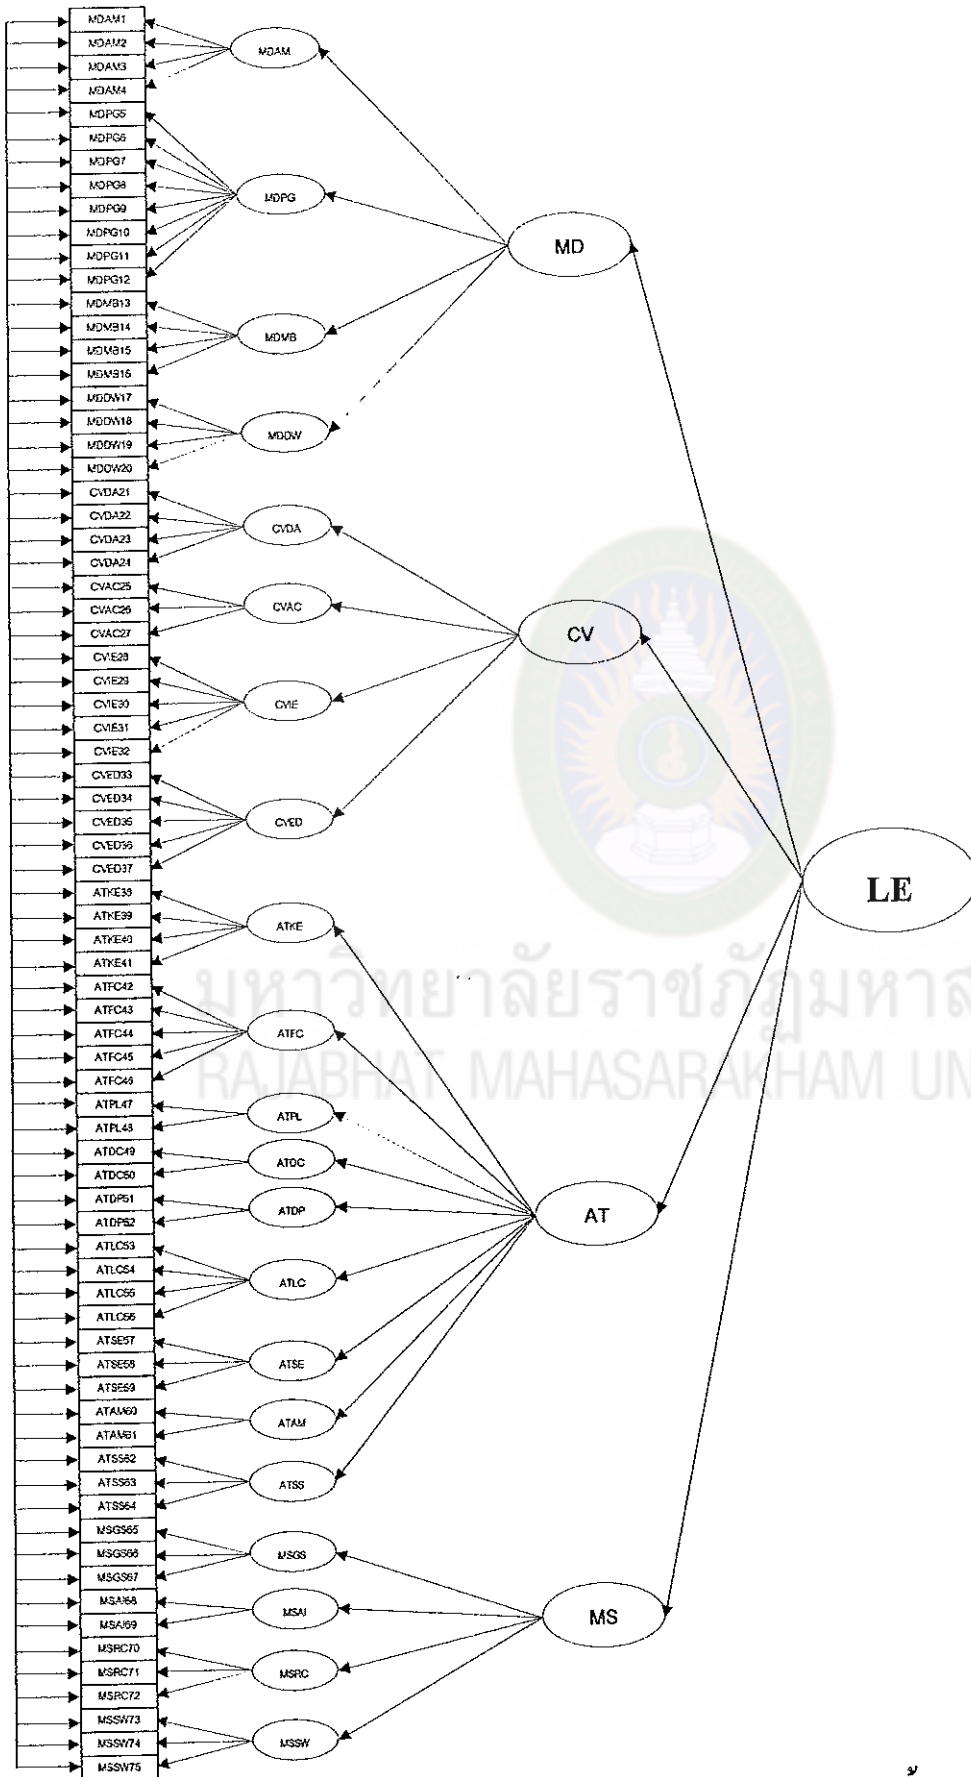 MDAM1
MDAM2
MDAM3
MDAM4
MDPG5
MDPG6
MDPG7
MDPG8
MDPG9
MDPG10
MDPG11
MDPG12
MDMB13
MDMB14
MDMB15
MDMB16
MDDW17
MDDW18
MDDW19
MDDW20
CVDA21
CVDA22
CVDA23
CVDA24
CVAC25
CVAC26
CVAC27
CVIE28
CVIE29
CVIE30
CVIE31
CVIE32
CVED33
CVED34
CVED35
CVED36
CVED37
ATKE38
ATKE39
ATKE40
ATKE41
ATFC42
ATFC43
ATFC44
ATFC45
ATFC46
ATPL47
ATPL48
ATDC49
ATDC50
ATDP51
ATDP52
ATLC53
ATLC54
ATLC55
ATLC56
ATSE57
ATSE58
ATSE59
ATAM60
ATAM61
ATSS62
ATSS63
ATSS64
MSGS65
MSGS66
MSGS67
MSAI68
MSAI69
MSRC70
MSRC71
MSRC72
MSSW73
MSSW74
MSSW75
MDAM
MDPG
MDMB
MDDW
CVDA
CVAC
CVIE
CVED
ATKE
ATFC
ATPL
ATDC
ATDP
ATLC
ATSE
ATAM
ATSS
MSGS
MSAI
MSRC
MSSW
MD
CV
AT
MS
LE
มหาวิทยาลัยราชภัฏมหาส
RAJABHAT MAHASARAKHAM UN